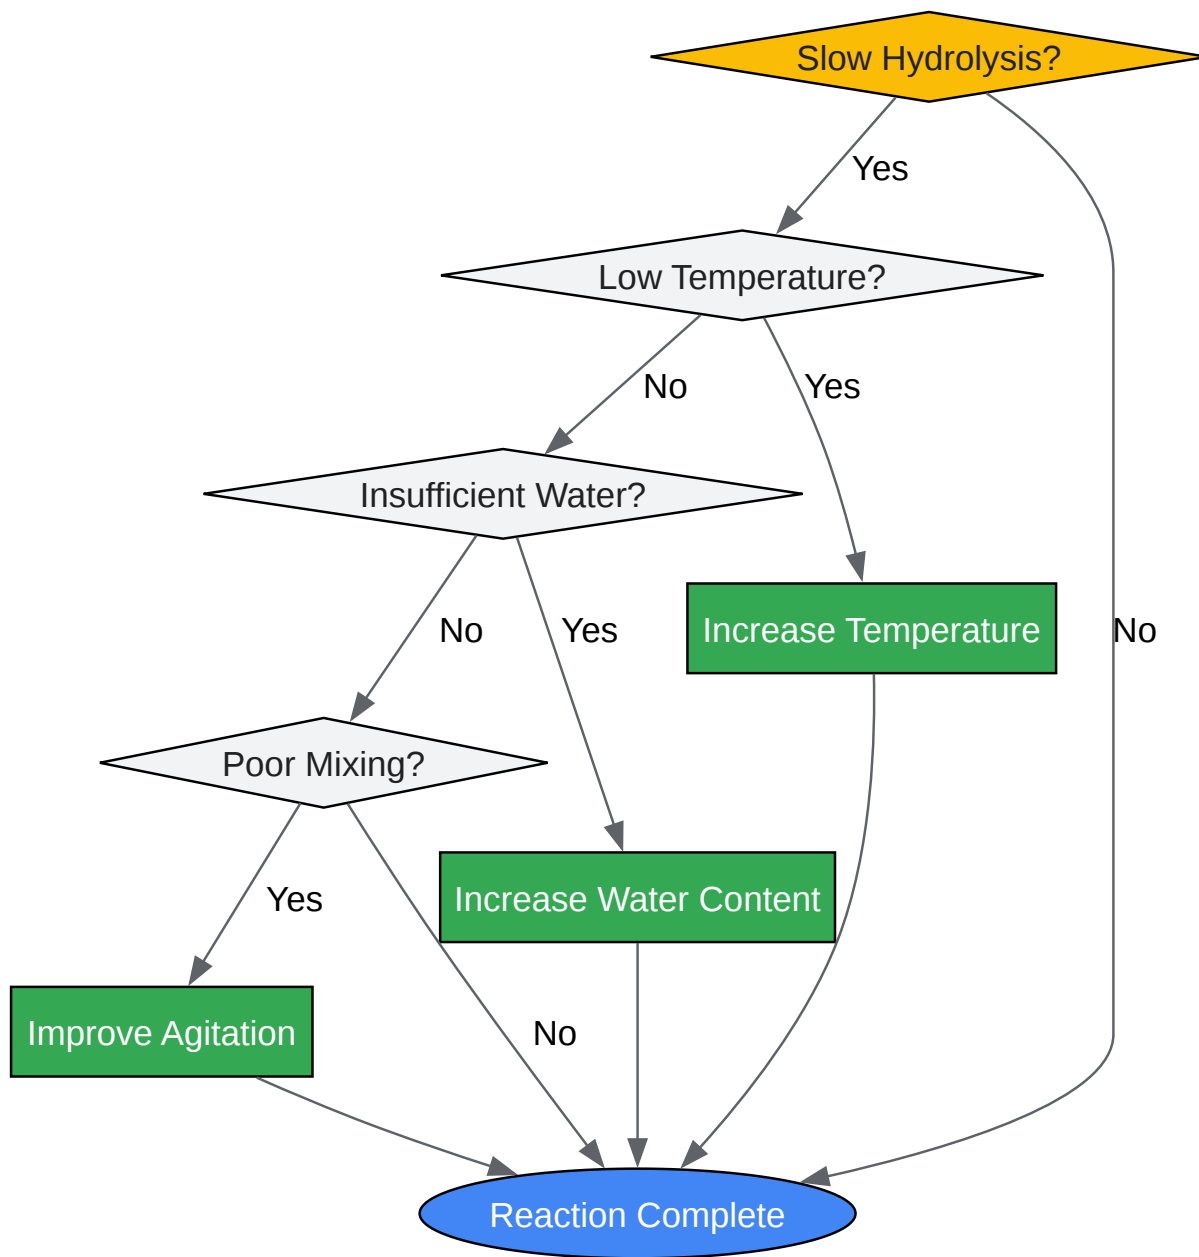 Slow Hydrolysis?
Yes
Low Temperature?
No
Yes
Insufficient Water?
No
Yes
Increase Temperature
No
Poor Mixing?
Yes
Increase Water Content
Improve Agitation
No
Reaction Complete